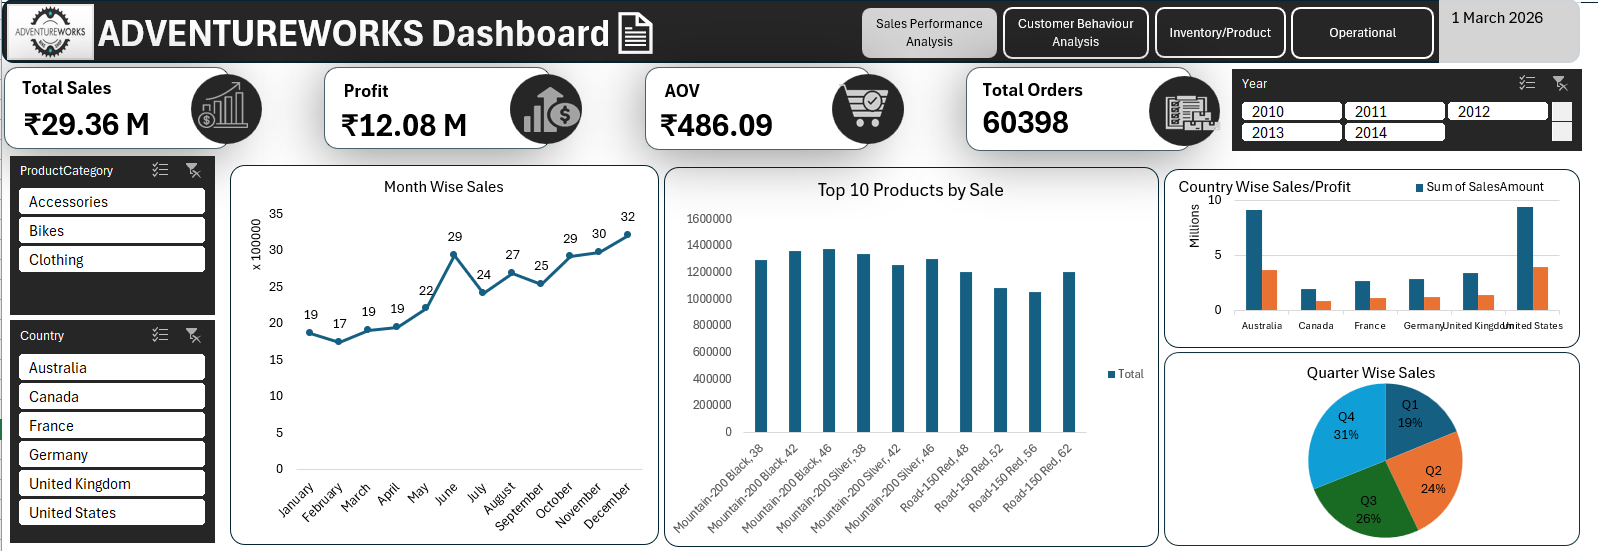 ADVENTUREWORKS
ADVENTUREWORKS Dashboard
Sales Performance
Analysis
Customer Behaviour
Analysis
Inventory/Product
Operational
1 March 2026
Total Sales
₹29.36 M
Profit
₹12.08 M
AOV
₹486.09
Total Orders
60398
Year
2010
2011
2012
2013
2014
ProductCategory
Accessories
Bikes
Clothing
Country
Australia
Canada
France
Germany
United Kingdom
United States
Month Wise Sales
x 100000
35
30
25
20
15
10
5
0
19
17
19
19
22
29
24
27
25
29
30
32
January
February
March
April
May
June
July
August
September
October
November
December
Top 10 Products by Sale
1600000
1400000
1200000
1000000
800000
600000
400000
200000
0
Mountain-200 Black, 38
Mountain-200 Black, 42
Mountain-200 Black, 46
Mountain-200 Silver, 38
Mountain-200 Silver, 42
Mountain-200 Silver, 46
Road-150 Red, 48
Road-150 Red, 52
Road-150 Red, 56
Road-150 Red, 62
Total
Country Wise Sales/Profit
Sum of SalesAmount
Millions
10
5
0
Australia
Canada
France
Germany
United Kingdom
United States
Quarter Wise Sales
Q1
19%
Q2
24%
Q3
26%
Q4
31%